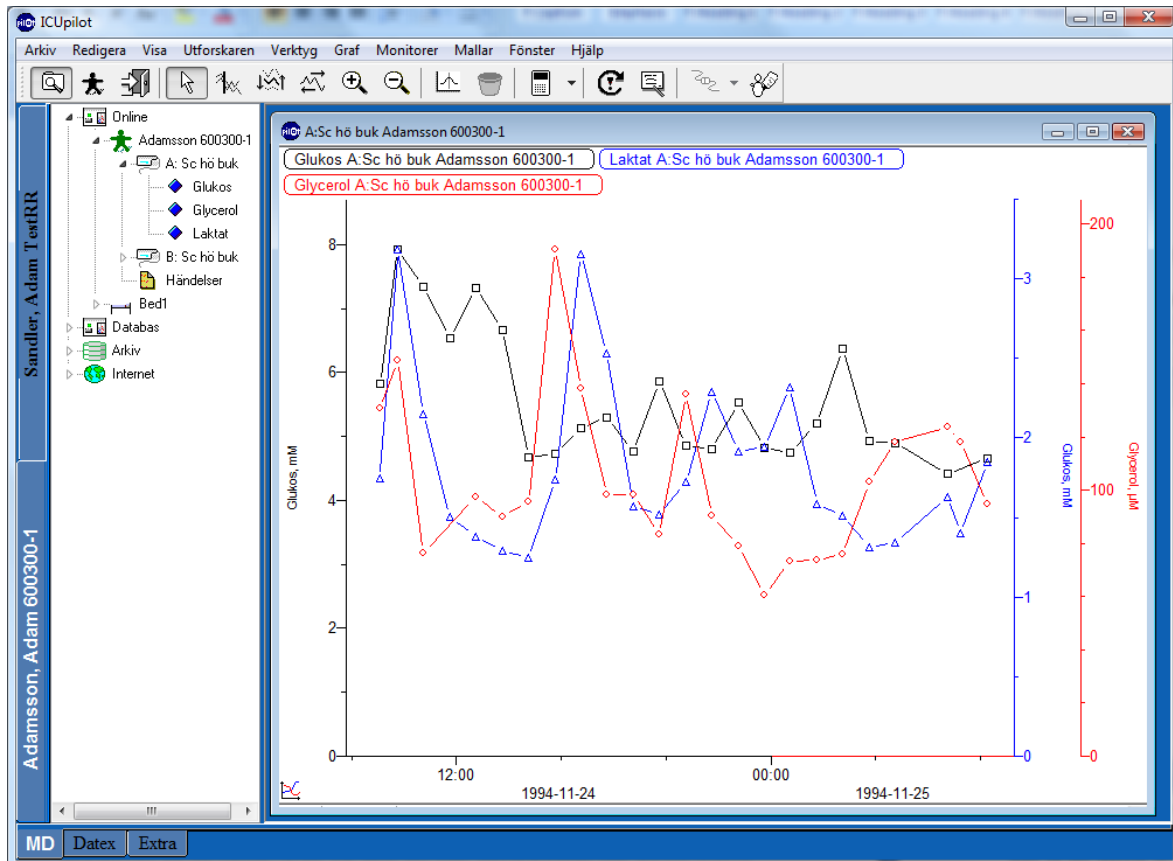 PILOT ICUpilot
Arkiv Redigera Visa Utforskaren Verktyg Graf Monitorer Mallar Fönster Hjälp
Sandler, Adam TestRR
Adamsson, Adam 600300-1
Online
Adamsson 600300-1
A: Sc hö buk
Glukos
Glycerol
Laktat
B: Sc hö buk
Händelser
Bed1
Databas
Arkiv
Internet
PILOT A:Sc hö buk Adamsson 600300-1
Glukos A:Sc hö buk Adamsson 600300-1 Laktat A:Sc hö buk Adamsson 600300-1
Glycerol A:Sc hö buk Adamsson 600300-1
8
6
4
2
0
Glukos, mM
3
2
1
0
Glukos, mM
200
100
0
Glycerol, µM
12:00 00:00
1994-11-24 1994-11-25
MD Datex Extra